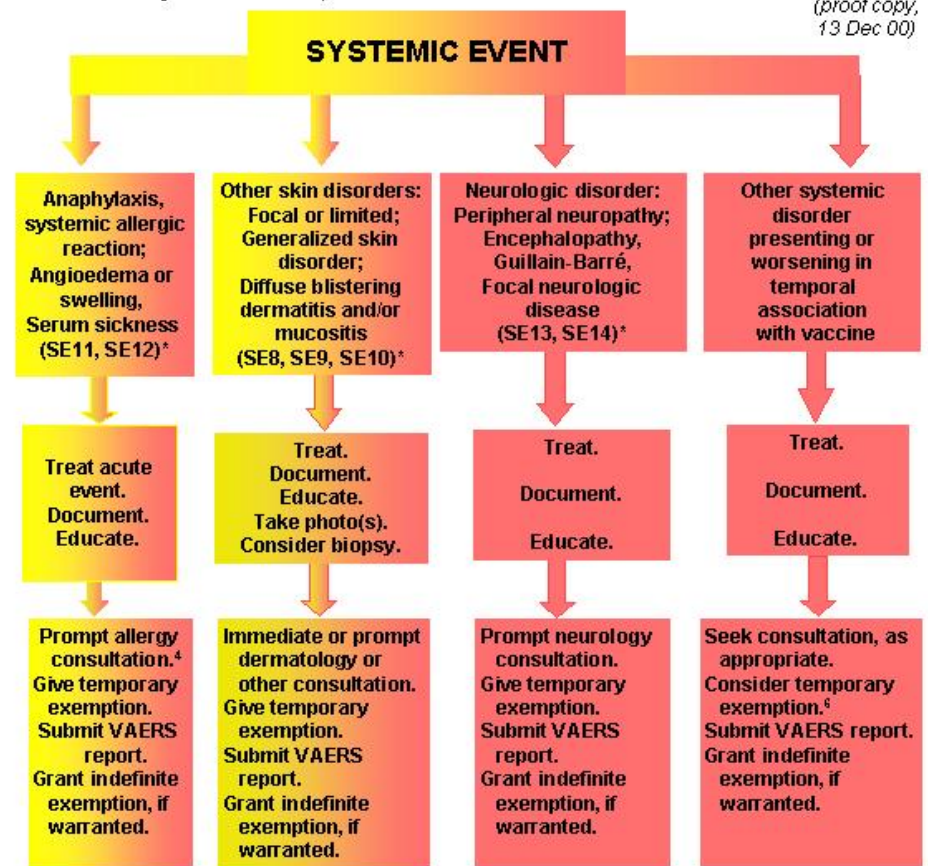 (proof copy,
13 Dec 00)
SYSTEMIC EVENT
Anaphylaxis,
systemic allergic
reaction;
Angioedema or
swelling,
Serum sickness
(SE11, SE12)*
Other skin disorders:
Focal or limited;
Generalized skin
disorder;
Diffuse blistering
dermatitis and/or
mucositis
(SE8, SE9, SE10)*
Neurologic disorder:
Peripheral neuropathy;
Encephalopathy,
Guillain-Barré,
Focal neurologic
disease
(SE13, SE14)*
Other systemic
disorder
presenting or
worsening in
temporal
association
with vaccine
Treat acute
event.
Document.
Educate.
Treat.
Document.
Educate.
Take photo(s).
Consider biopsy.
Treat.
Document.
Educate.
Treat.
Document.
Educate.
Prompt allergy
consultation.⁴
Give temporary
exemption.
Submit VAERS
report.
Grant indefinite
exemption, if
warranted.
Immediate or prompt
dermatology or
other consultation.
Give temporary
exemption.
Submit VAERS
report.
Grant indefinite
exemption, if
warranted.
Prompt neurology
consultation.
Give temporary
exemption.
Submit VAERS
report.
Grant indefinite
exemption, if
warranted.
Seek consultation, as
appropriate.
Consider temporary
exemption.⁶
Submit VAERS report.
Grant indefinite
exemption, if
warranted.